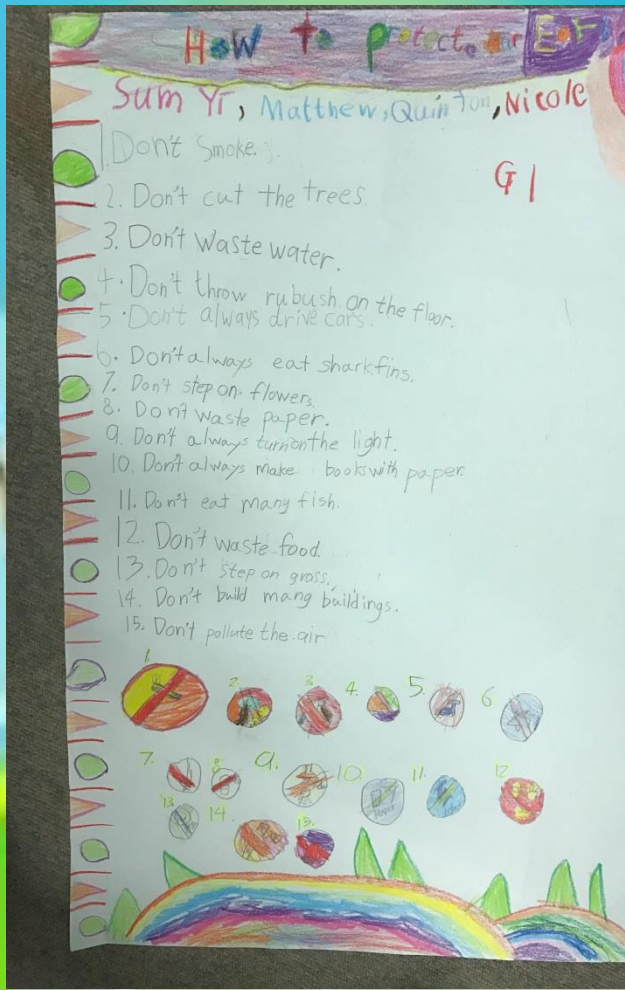 How to protect our Ear
Sum Yi, Matthew, Quinton, Nicole
G1
1. Don't Smoke.
2. Don't cut the trees.
3. Don't waste water.
4. Don't throw rubush on the floor.
5. Don't always drive cars.
6. Don't always eat sharkfins.
7. Don't step on flowers.
8. Don't waste paper.
9. Don't always turn on the light.
10. Don't always make books with paper.
11. Don't eat many fish.
12. Don't waste food.
13. Don't step on grass.
14. Don't build mang buildings.
15. Don't pollute the air
1. 2. 3. 4. 5. 6
7. 8. 9. 10. 11. 12
13 14. 15.